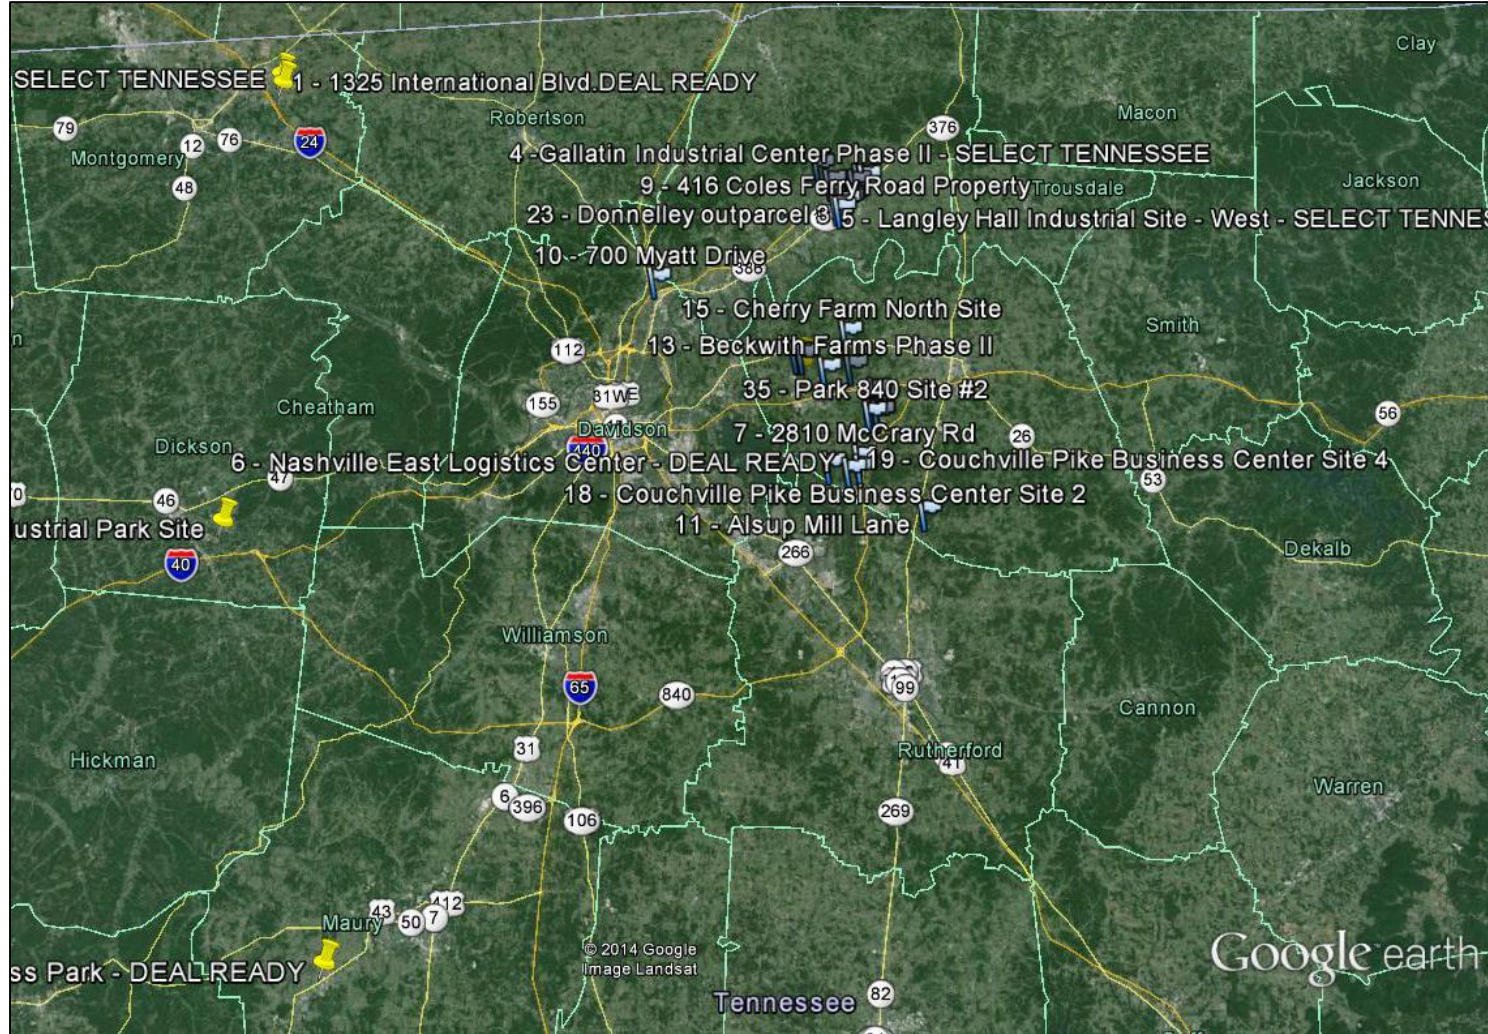 Clay
SELECT TENNESSEE
1 - 1325 International Blvd.DEAL READY
Macon
Robertson
79
12
76
24
376
Montgomery
4 -Gallatin Industrial Center Phase II - SELECT TENNESSEE
48
9 - 416 Coles Ferry Road Property
Trousdale
Jackson
23 - Donnelley outparcel 3
5 - Langley Hall Industrial Site - West - SELECT TENNES
10 - 700 Myatt Drive
386
15 - Cherry Farm North Site
Smith
112
13 - Beckwith Farms Phase II
155
31WE
35 - Park 840 Site #2
Cheatham
56
Davidson
7 - 2810 McCrary Rd
26
Dickson
440
6 - Nashville East Logistics Center - DEAL READY
19 - Couchville Pike Business Center Site 4
47
53
46
18 - Couchville Pike Business Center Site 2
ustrial Park Site
11 - Alsup Mill Lane
266
Dekalb
40
Williamson
65
840
99
Cannon
31
Rutherford
41
Hickman
Warren
6
396
106
269
43
50
7
412
Maury
© 2014 Google
Image Landsat
Google earth
ss Park - DEAL READY
82
Tennessee